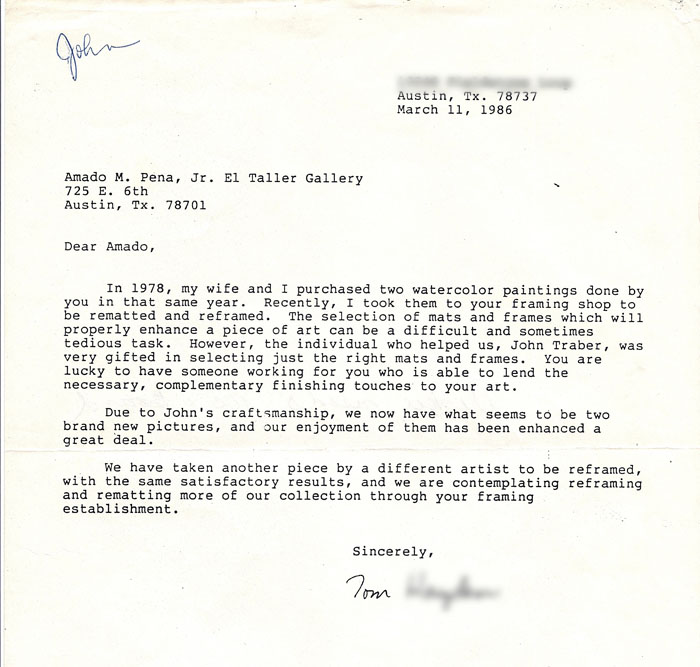 John
Austin, Tx. 78737
March 11, 1986
Amado M. Pena, Jr. El Taller Gallery
725 E. 6th
Austin, Tx. 78701
Dear Amado,
In 1978, my wife and I purchased two watercolor paintings done by
you in that same year. Recently, I took them to your framing shop to
be rematted and reframed. The selection of mats and frames which will
properly enhance a piece of art can be a difficult and sometimes
tedious task. However, the individual who helped us, John Traber, was
very gifted in selecting just the right mats and frames. You are
lucky to have someone working for you who is able to lend the
necessary, complementary finishing touches to your art.
Due to John's craftsmanship, we now have what seems to be two
brand new pictures, and our enjoyment of them has been enhanced a
great deal.
We have taken another piece by a different artist to be reframed,
with the same satisfactory results, and we are contemplating reframing
and rematting more of our collection through your framing
establishment.
Sincerely,
Tom